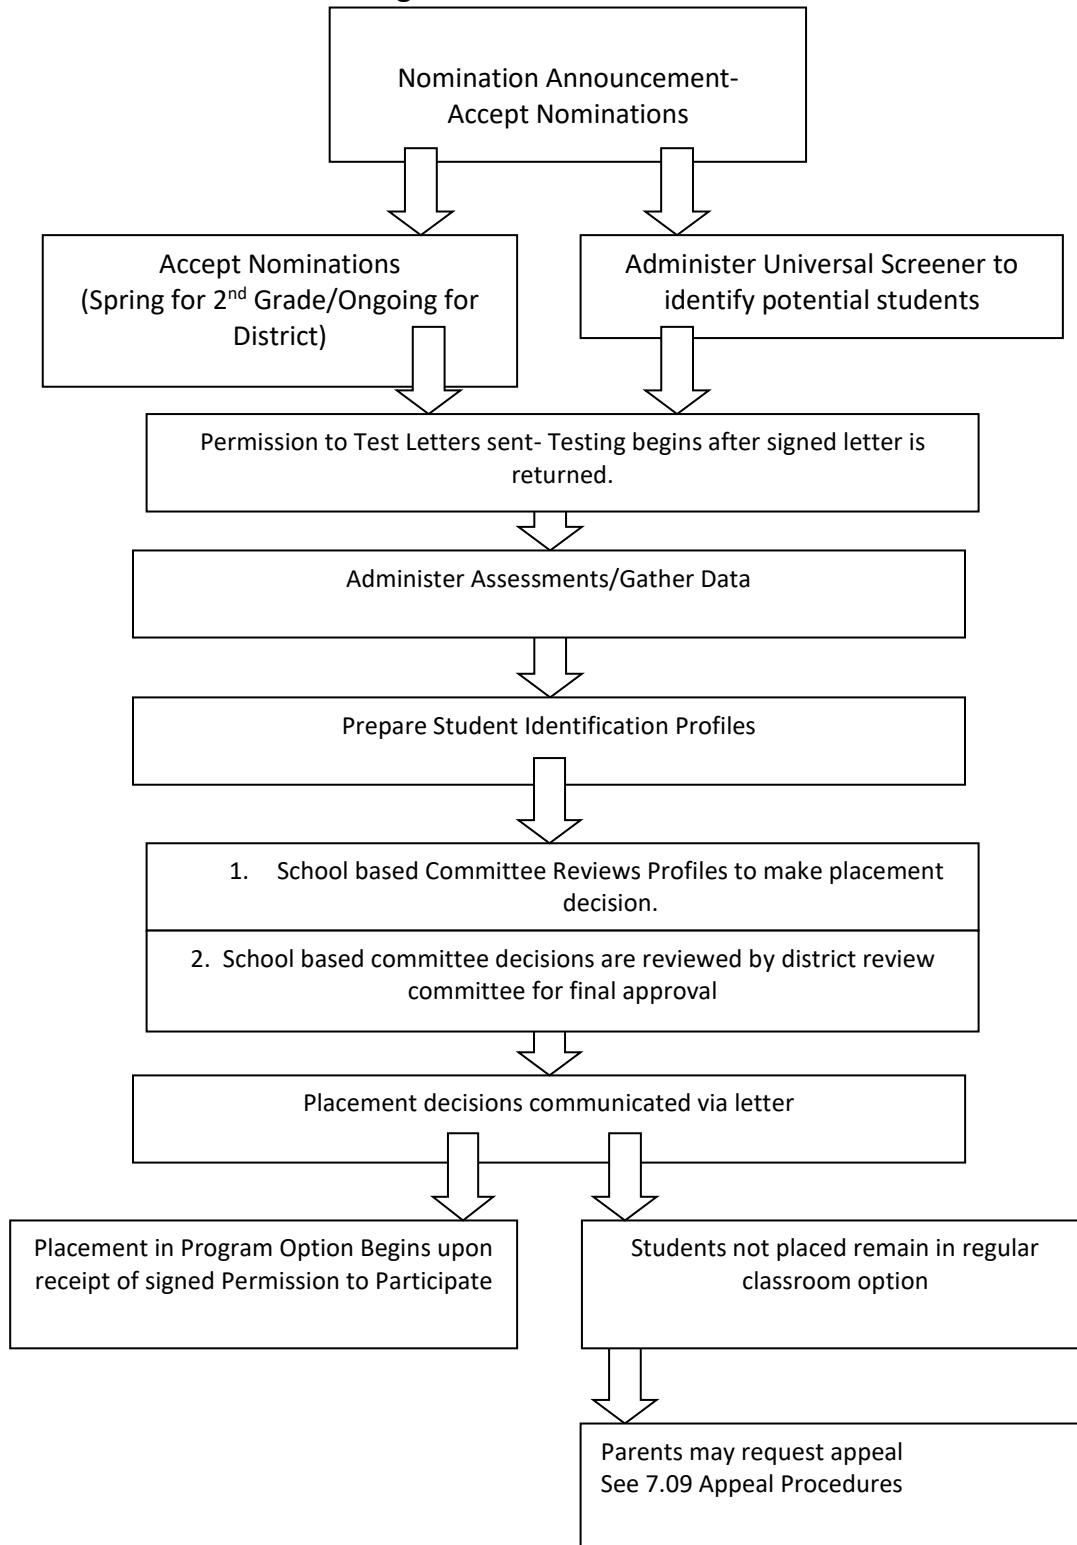 Nomination Announcement-
Accept Nominations
Accept Nominations
(Spring for 2nd Grade/Ongoing for
District)
Administer Universal Screener to
identify potential students
Permission to Test Letters sent- Testing begins after signed letter is
returned.
Administer Assessments/Gather Data
Prepare Student Identification Profiles
1. School based Committee Reviews Profiles to make placement
decision.
2. School based committee decisions are reviewed by district review
committee for final approval
Placement decisions communicated via letter
Placement in Program Option Begins upon
receipt of signed Permission to Participate
Students not placed remain in regular
classroom option
Parents may request appeal
See 7.09 Appeal Procedures